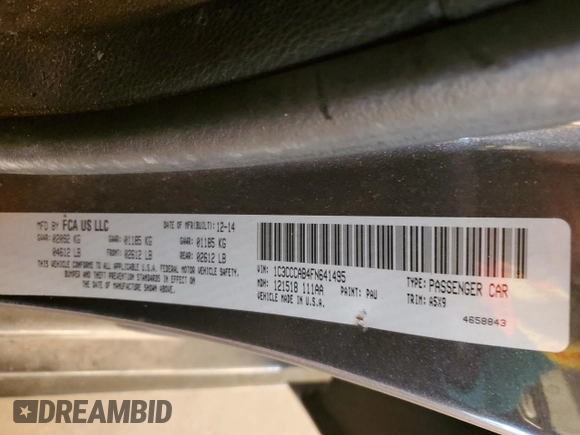 MFD BY FCA US LLC
DATE OF MFR(BUILT): 12-14
GVWR: 02092 KG GAWR: 01185 KG GAWR: 01185 KG
04612 LB FRONT: 02612 LB REAR: 02612 LB
THIS VEHICLE CONFORMS TO ALL APPLICABLE U.S.A. FEDERAL MOTOR VEHICLE SAFETY,
BUMPER AND THEFT PREVENTION STANDARDS IN EFFECT ON
THE DATE OF MANUFACTURE SHOWN ABOVE.
VIN: 1C3CCCAB4FN641495
MDH: 121518 111AA
VEHICLE MADE IN U.S.A. PAINT: PAU
TYPE: PASSENGER CAR
TRIM: A5X9
4658843
DREAMBID